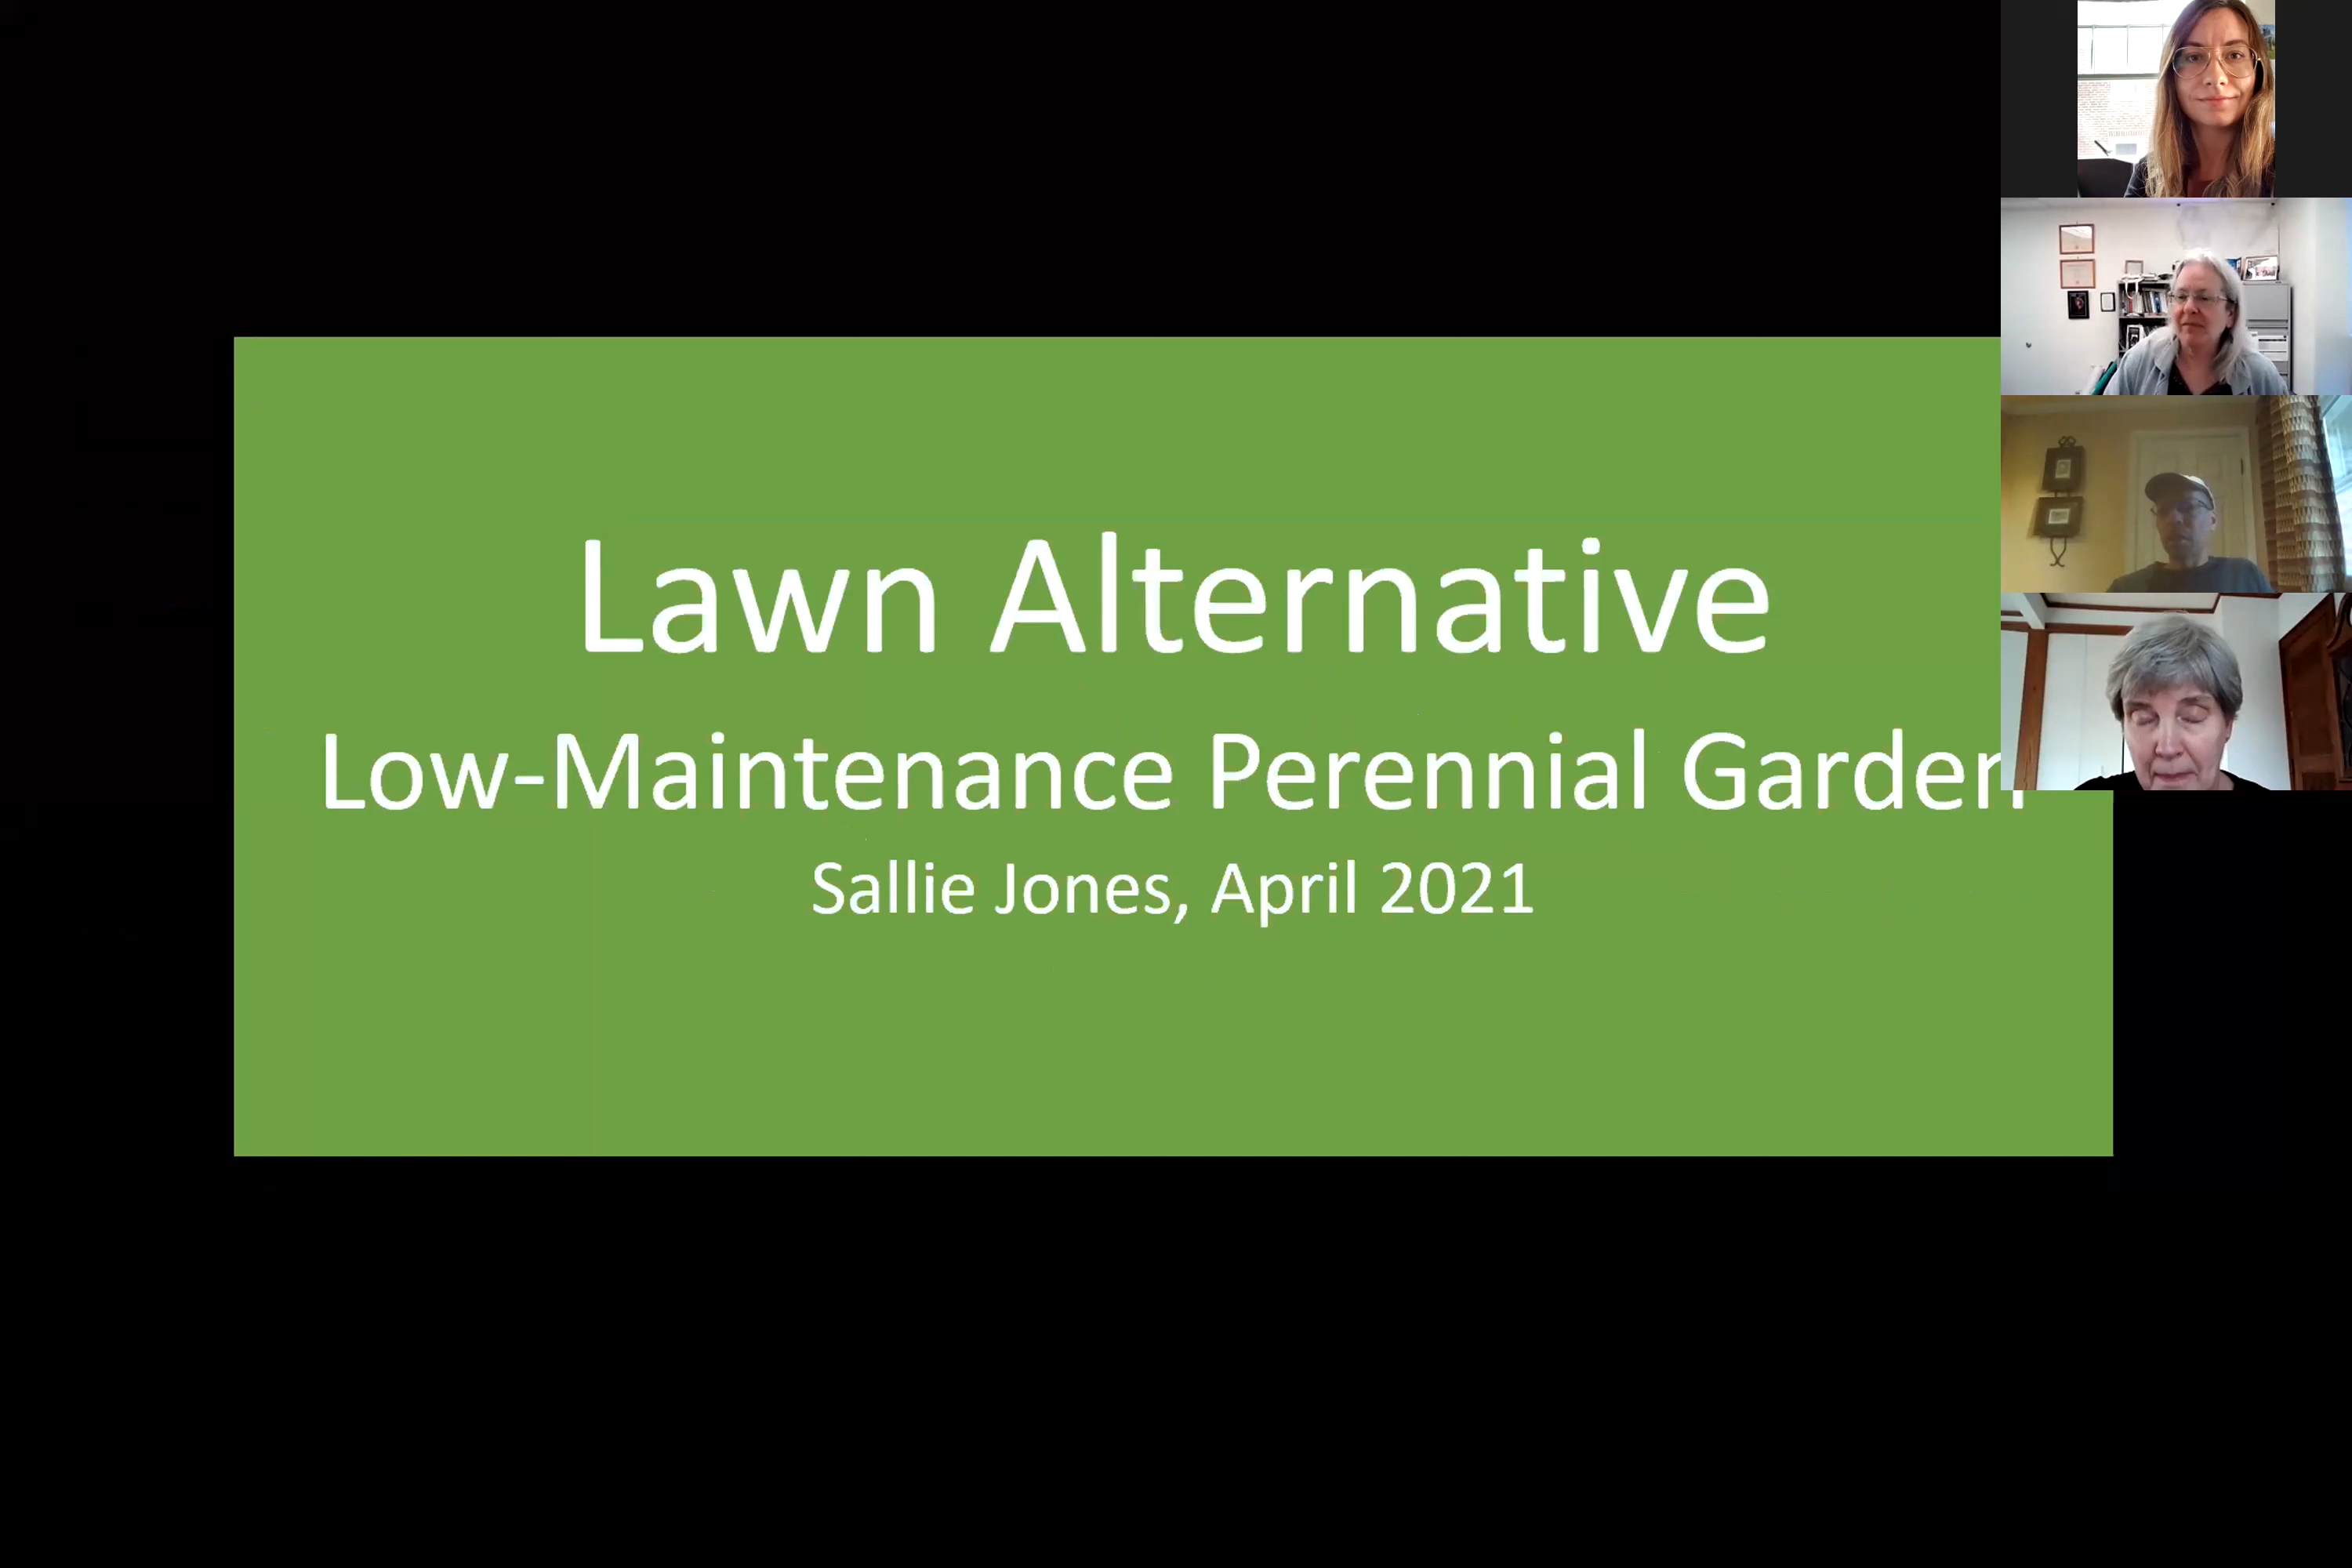 Lawn Alternative
Low-Maintenance Perennial Garden
Sallie Jones, April 2021